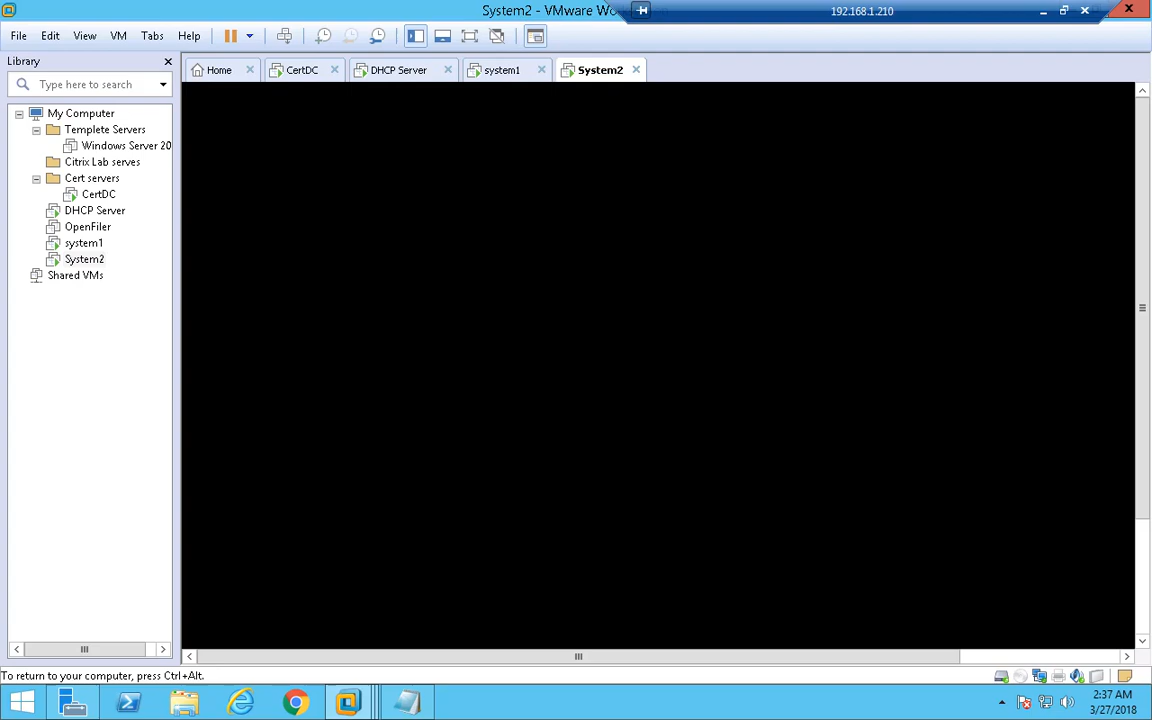 System2 - VMware Wo
192.168.1.210
File Edit View VM Tabs Help
Library
Type here to search
Home
CertDC
DHCP Server
system1
System2
My Computer
Templete Servers
Windows Server 20
Citrix Lab serves
Cert servers
CertDC
DHCP Server
OpenFiler
system1
System2
Shared VMs
To return to your computer, press Ctrl+Alt.
2:37 AM
3/27/2018